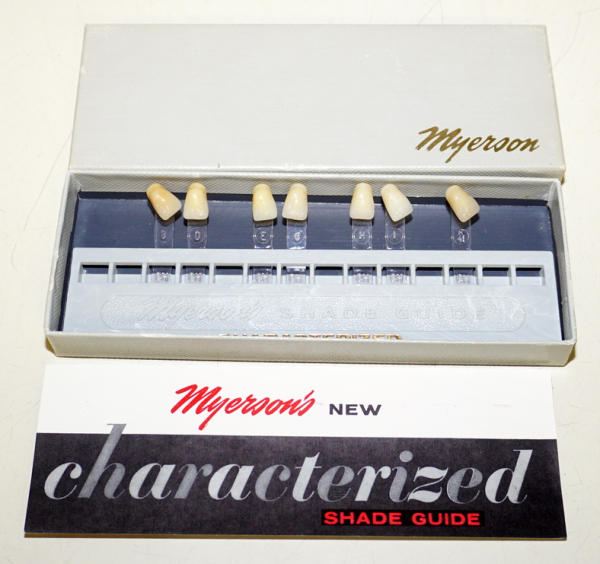 Myerson
E H I M
Myerson's SHADE GUIDE
Myerson's NEW
characterized
SHADE GUIDE